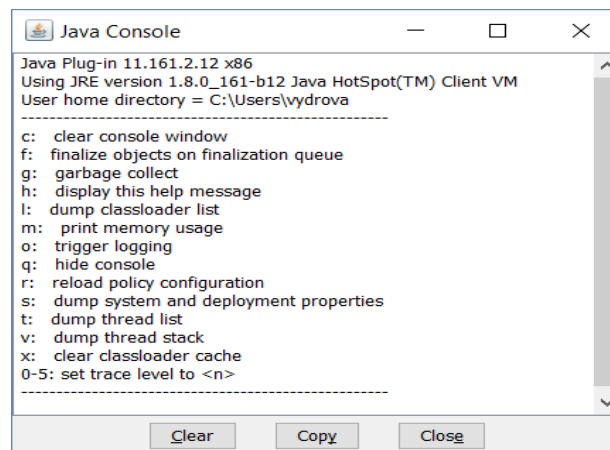 Java Console
Java Plug-in 11.161.2.12 x86
Using JRE version 1.8.0_161-b12 Java HotSpot(TM) Client VM
User home directory = C:\Users\vydrova
----------------------------------------------------
c:   clear console window
f:   finalize objects on finalization queue
g:   garbage collect
h:   display this help message
l:   dump classloader list
m:   print memory usage
o:   trigger logging
q:   hide console
r:   reload policy configuration
s:   dump system and deployment properties
t:   dump thread list
v:   dump thread stack
x:   clear classloader cache
0-5: set trace level to <n>
----------------------------------------------------
Clear Copy Close